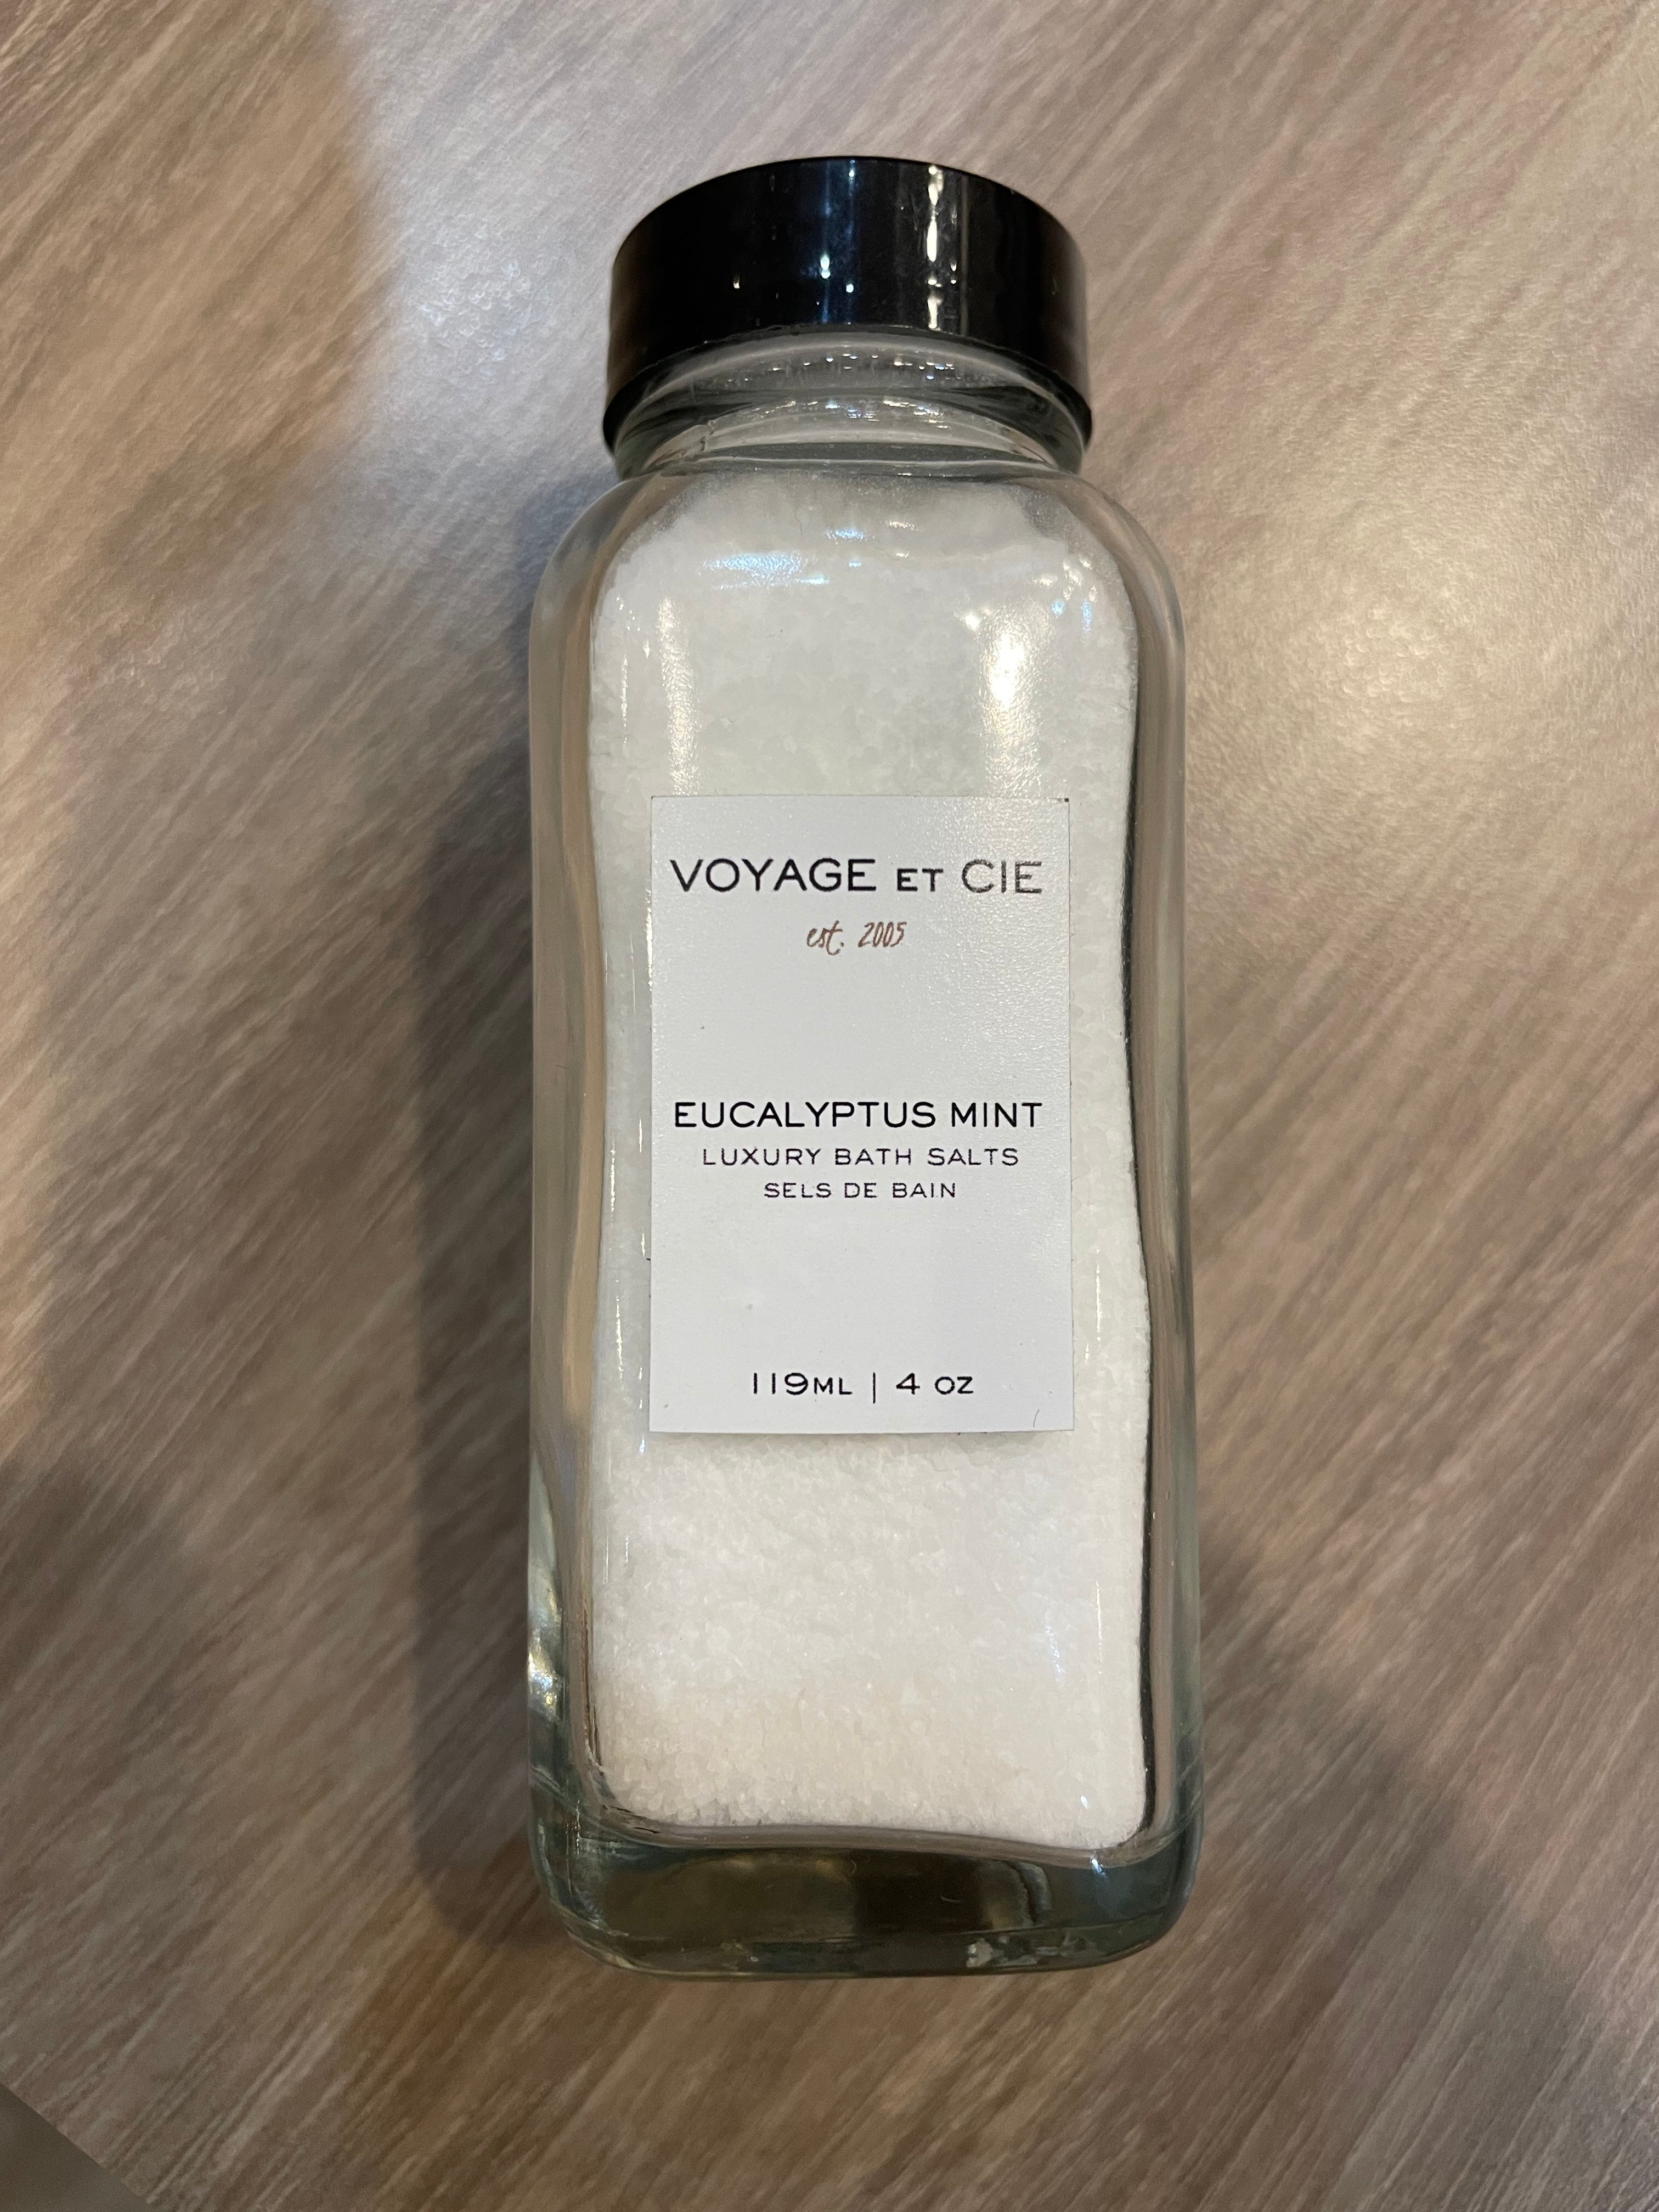 VOYAGE ET CIE
est. 2005
EUCALYPTUS MINT
LUXURY BATH SALTS
SELS DE BAIN
119ML | 4 OZ